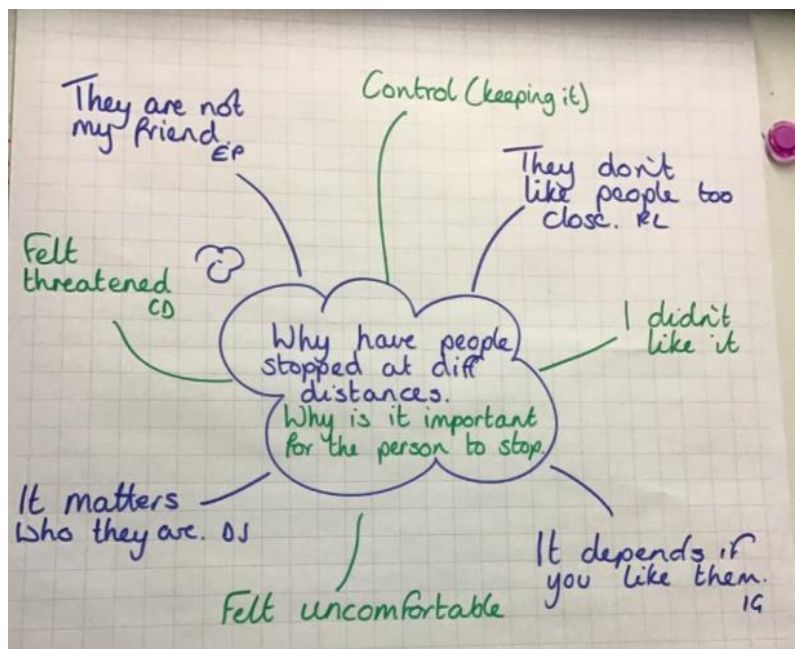 They are not
my friend.
EP
Control (keeping it)
They don't
like people too
close. RL
Felt
threatened
CD
I didn't
like it
Why have people
stopped at diff
distances.
Why is it important
for the person to stop.
It matters
who they are. DJ
It depends if
you like them.
IG
Felt uncomfortable